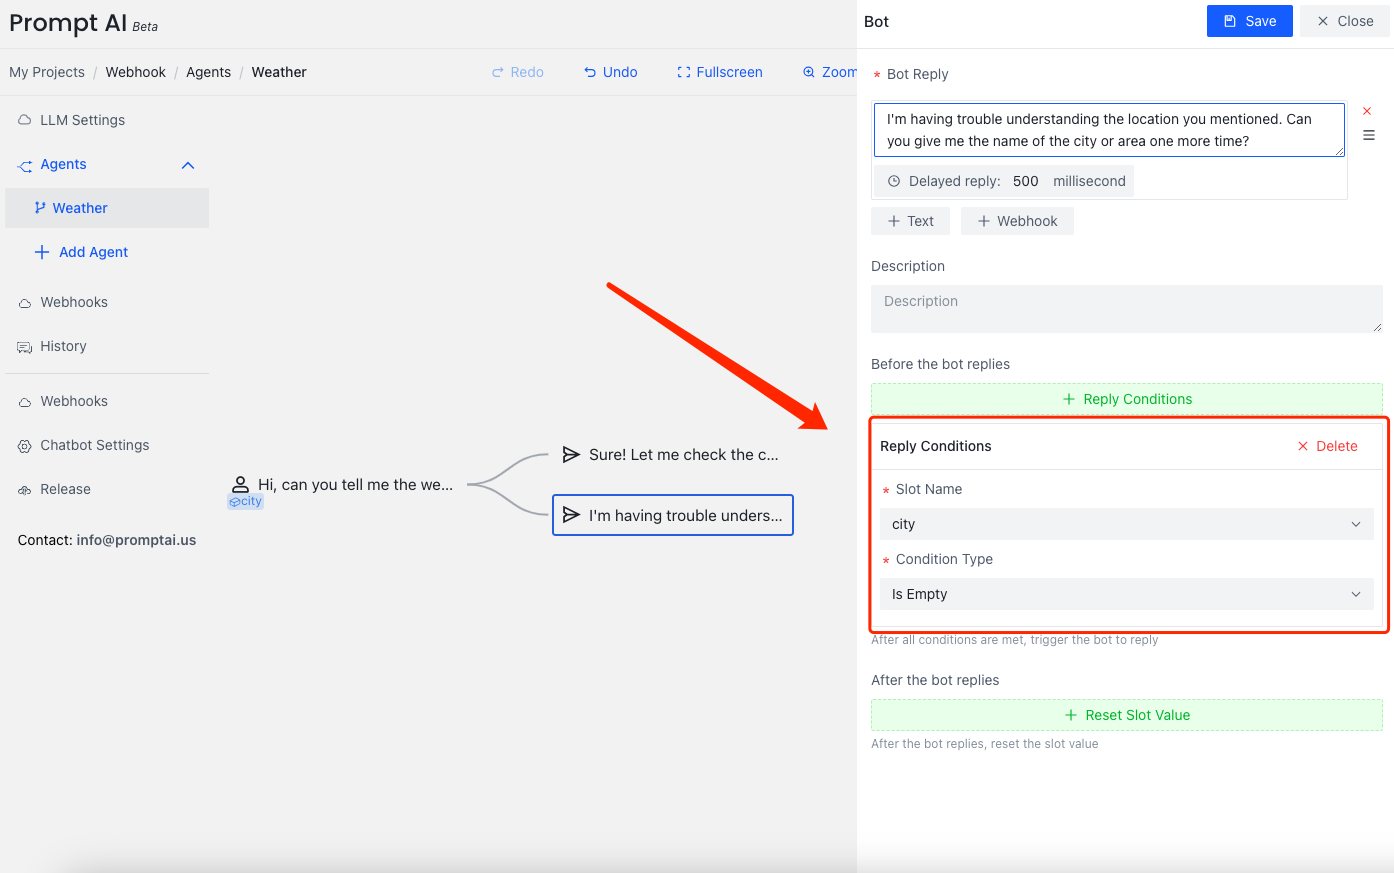 Prompt AI Beta
My Projects / Webhook / Agents / Weather
Redo
Undo
Fullscreen
Zoom
LLM Settings
Agents
Weather
Add Agent
Webhooks
History
Webhooks
Chatbot Settings
Release
Contact: info@promptai.us
Hi, can you tell me the we...
city
Sure! Let me check the c...
I'm having trouble unders...
Bot
Save
Close
* Bot Reply
I'm having trouble understanding the location you mentioned. Can
you give me the name of the city or area one more time?
Delayed reply: 500 millisecond
+ Text
+ Webhook
Description
Description
Before the bot replies
+ Reply Conditions
Reply Conditions
Delete
* Slot Name
city
* Condition Type
Is Empty
After all conditions are met, trigger the bot to reply
After the bot replies
+ Reset Slot Value
After the bot replies, reset the slot value